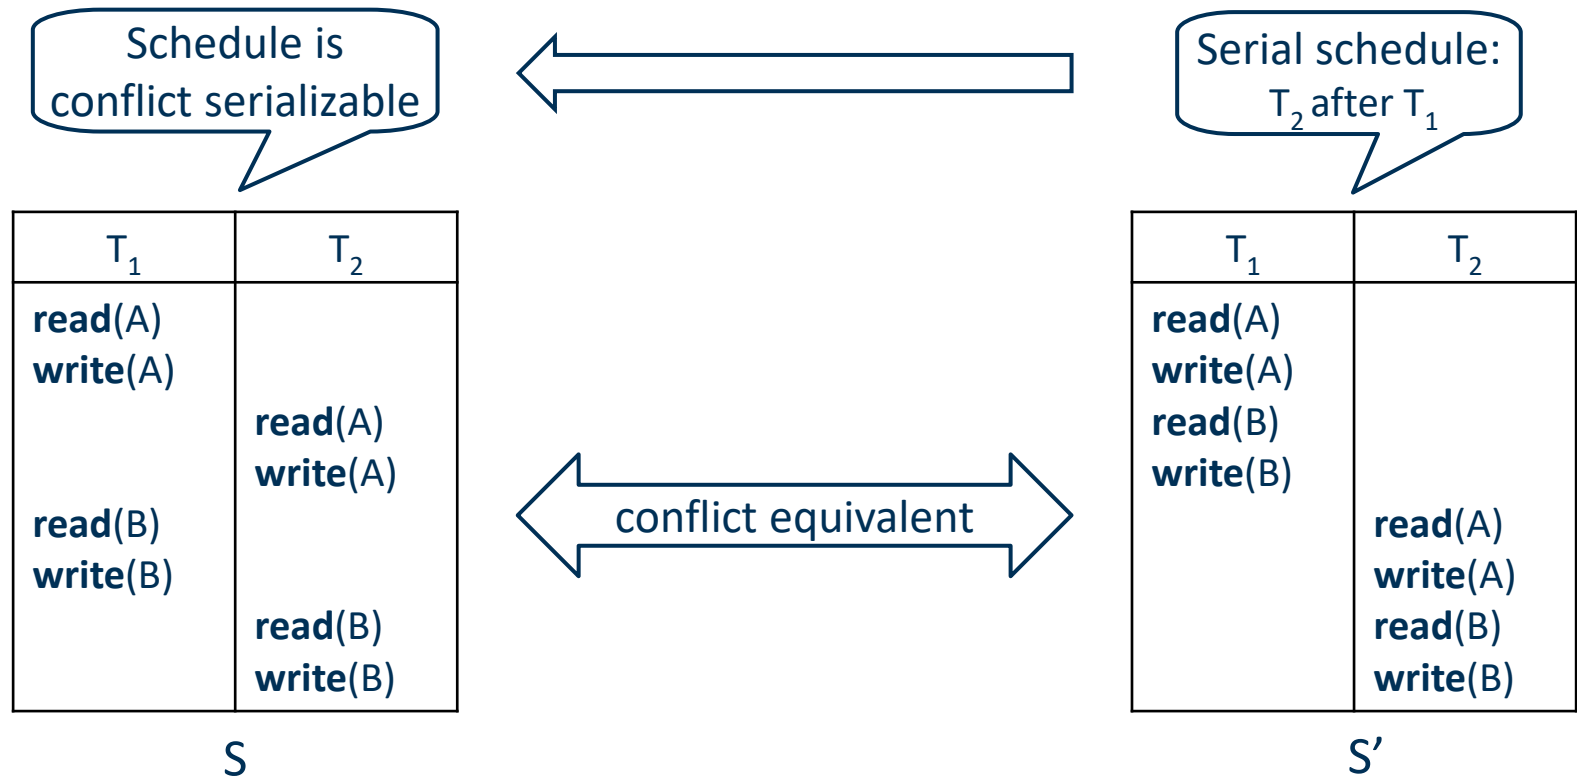 Schedule is
conflict serializable
Serial schedule:
T₂ after T₁
T₁ T₂
read(A)
write(A)
read(A)
write(A)
read(B)
write(B)
read(B)
write(B)
S
conflict equivalent
T₁ T₂
read(A)
write(A)
read(B)
write(B)
read(A)
write(A)
read(B)
write(B)
S’